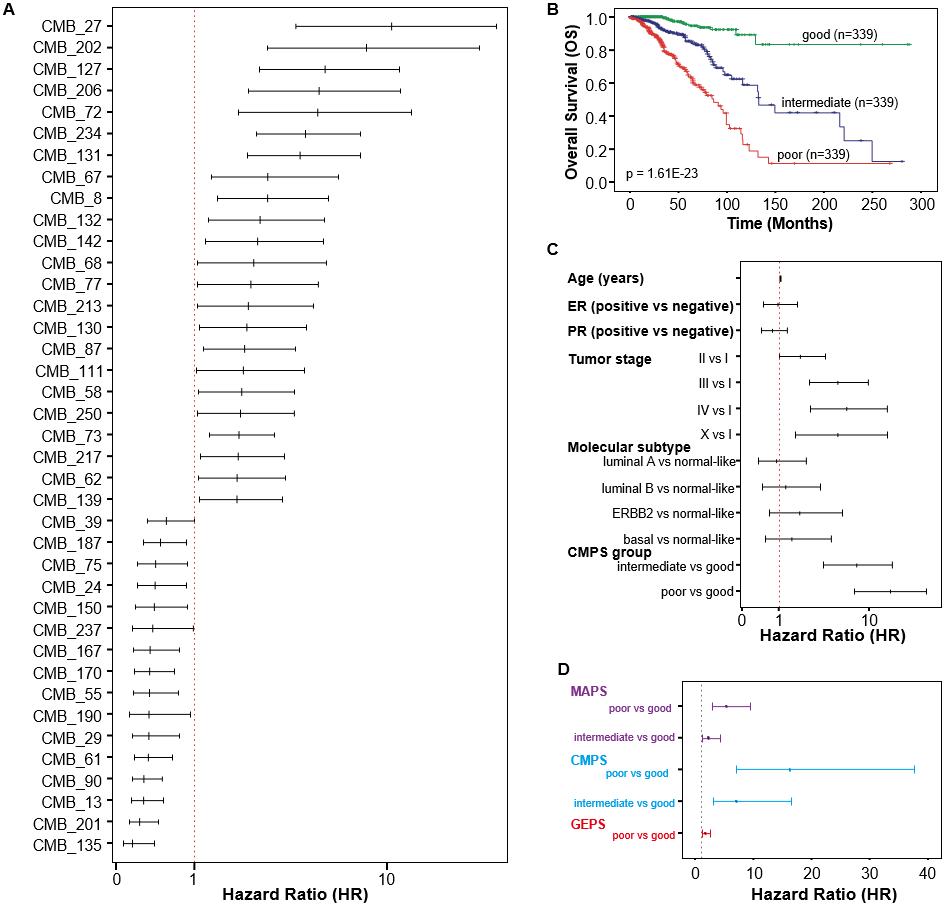 A
CMB_27
CMB_202
CMB_127
CMB_206
CMB_72
CMB_234
CMB_131
CMB_67
CMB_8
CMB_132
CMB_142
CMB_68
CMB_77
CMB_213
CMB_130
CMB_87
CMB_111
CMB_58
CMB_250
CMB_73
CMB_217
CMB_62
CMB_139
CMB_39
CMB_187
CMB_75
CMB_24
CMB_150
CMB_237
CMB_167
CMB_170
CMB_55
CMB_190
CMB_29
CMB_61
CMB_90
CMB_13
CMB_201
CMB_135
0 1 10
Hazard Ratio (HR)
B
Overall Survival (OS)
1.0
0.8
0.6
0.4
0.2
0.0
good (n=339)
intermediate (n=339)
poor (n=339)
p = 1.61E-23
0 50 100 150 200 250 300
Time (Months)
C
Age (years)
ER (positive vs negative)
PR (positive vs negative)
Tumor stage
II vs I
III vs I
IV vs I
X vs I
Molecular subtype
luminal A vs normal-like
luminal B vs normal-like
ERBB2 vs normal-like
basal vs normal-like
CMPS group
intermediate vs good
poor vs good
0 1 10
Hazard Ratio (HR)
D
MAPS
poor vs good
intermediate vs good
CMPS
poor vs good
intermediate vs good
GEPS
poor vs good
0 10 20 30 40
Hazard Ratio (HR)